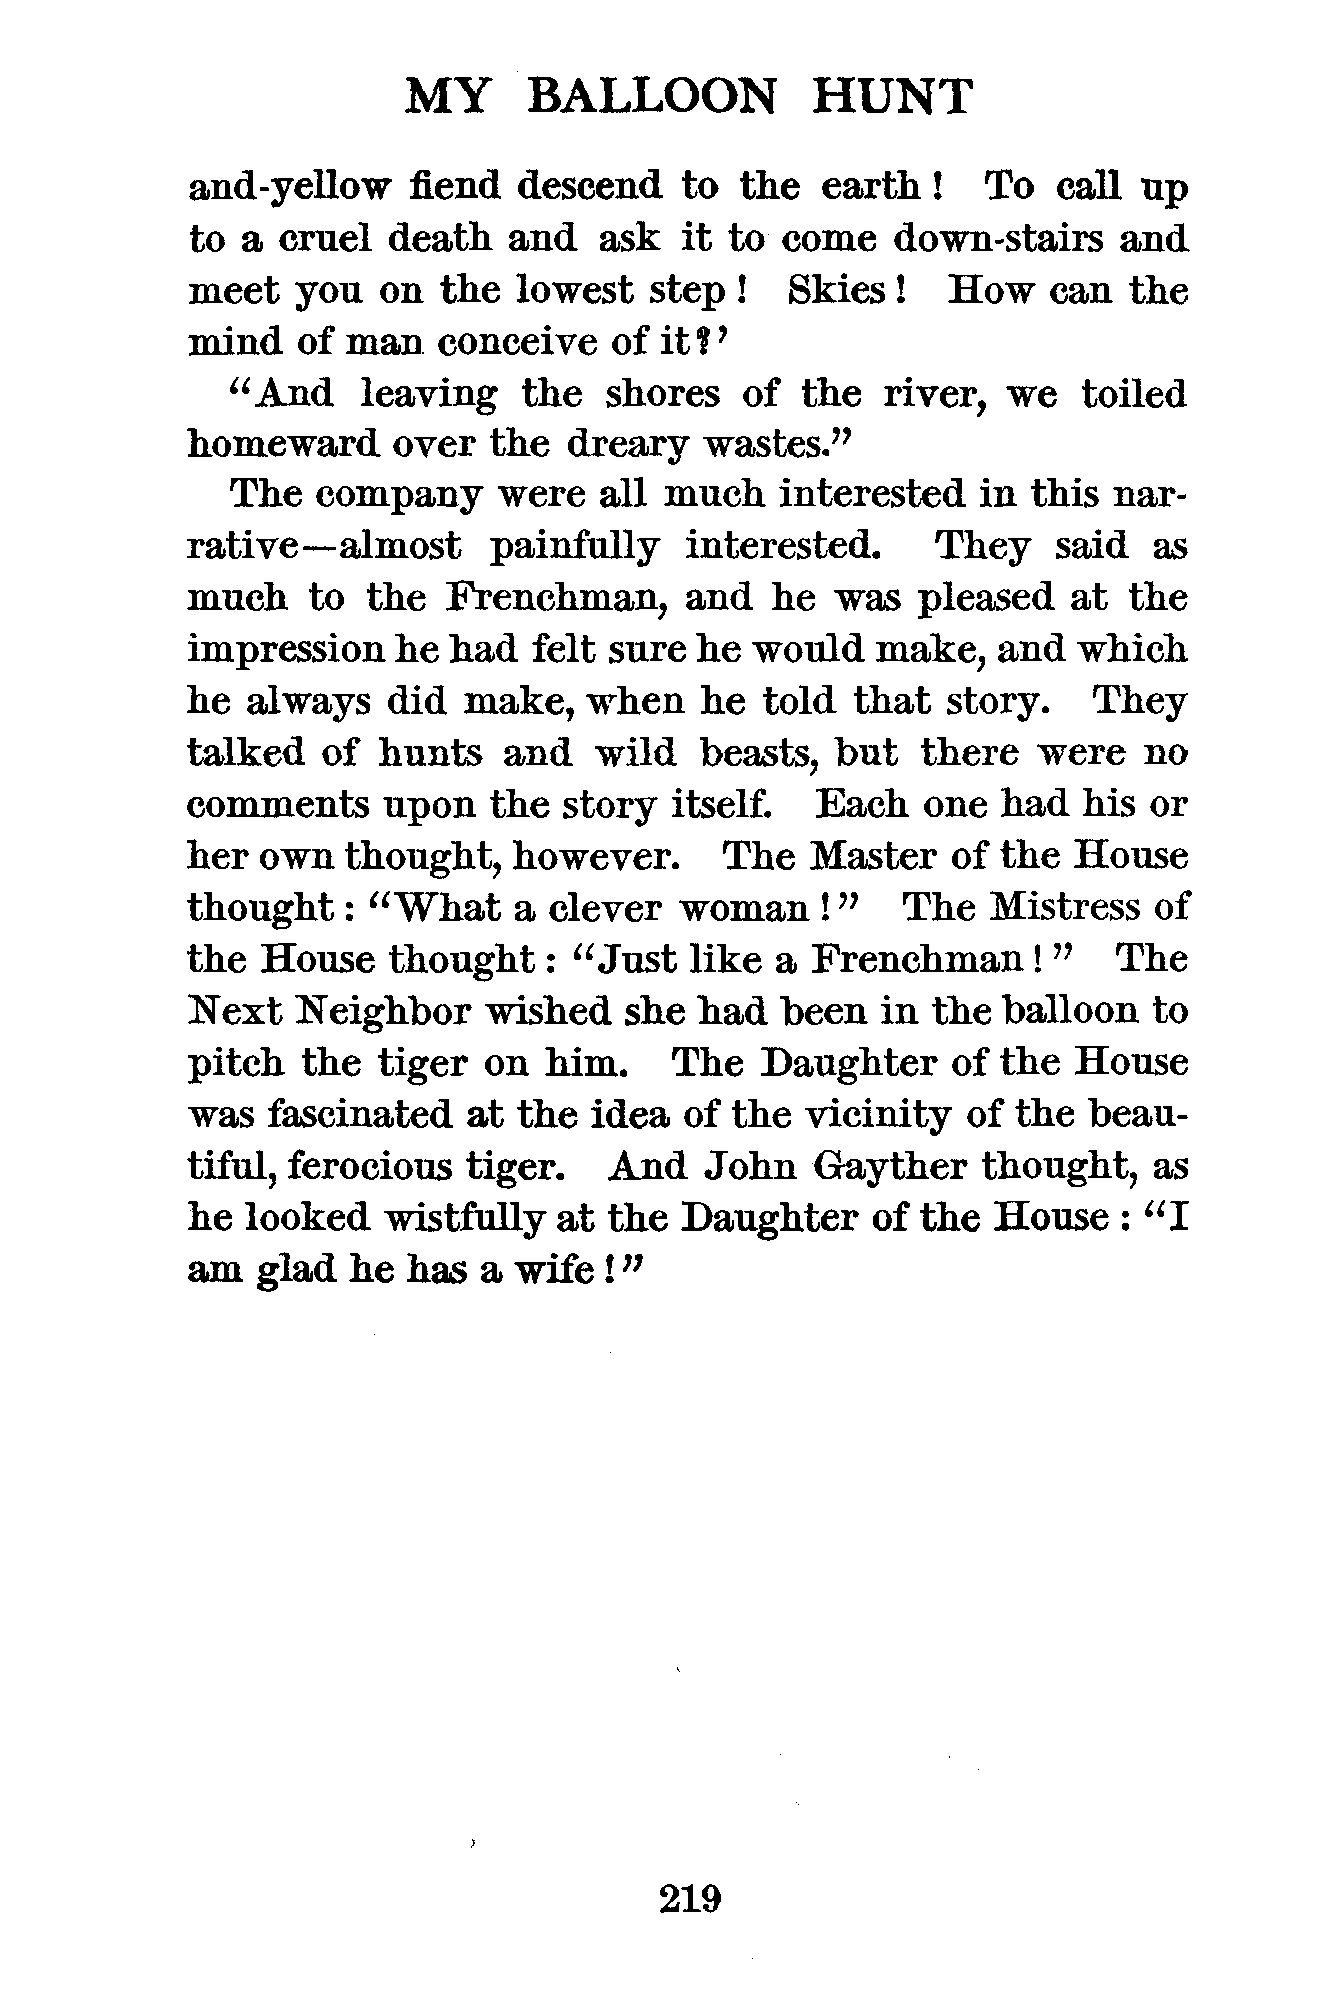 MY BALLOON HUNT
and-yellow fiend descend to the earth! To call up
to a cruel death and ask it to come down-stairs and
meet you on the lowest step! Skies! How can the
mind of man conceive of it?'
"And leaving the shores of the river, we toiled
homeward over the dreary wastes."
The company were all much interested in this nar-
rative—almost painfully interested. They said as
much to the Frenchman, and he was pleased at the
impression he had felt sure he would make, and which
he always did make, when he told that story. They
talked of hunts and wild beasts, but there were no
comments upon the story itself. Each one had his or
her own thought, however. The Master of the House
thought: "What a clever woman!" The Mistress of
the House thought: "Just like a Frenchman!" The
Next Neighbor wished she had been in the balloon to
pitch the tiger on him. The Daughter of the House
was fascinated at the idea of the vicinity of the beau-
tiful, ferocious tiger. And John Gayther thought, as
he looked wistfully at the Daughter of the House: "I
am glad he has a wife!"
219